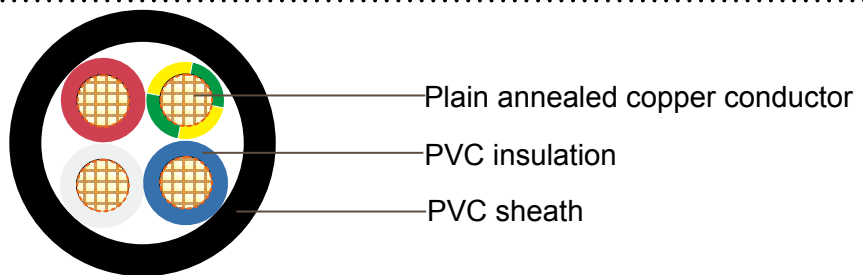 Plain annealed copper conductor
PVC insulation
PVC sheath